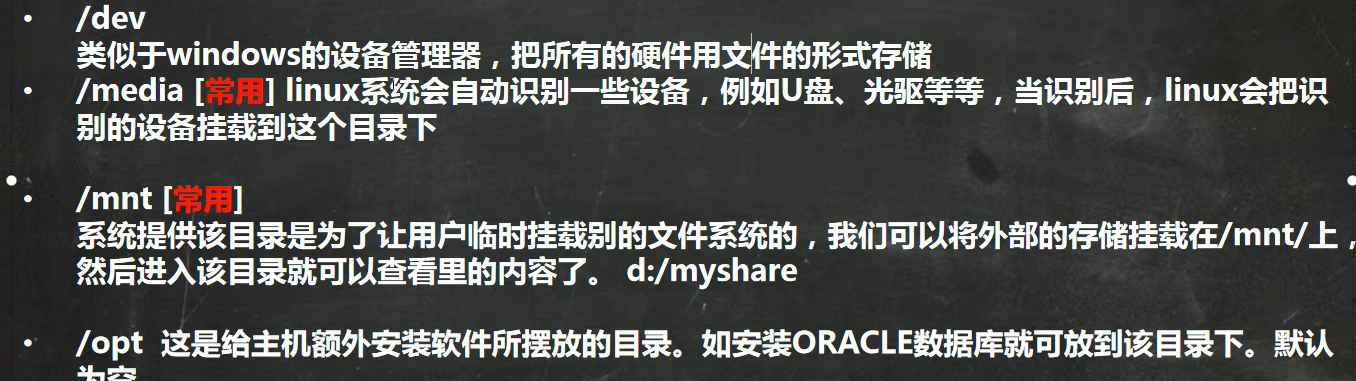 • /dev
类似于windows的设备管理器，把所有的硬件用文件的形式存储
• /media [常用] linux系统会自动识别一些设备，例如U盘、光驱等等，当识别后，linux会把识
别的设备挂载到这个目录下
• /mnt [常用]
系统提供该目录是为了让用户临时挂载别的文件系统的，我们可以将外部的存储挂载在/mnt/上，
然后进入该目录就可以查看里的内容了。 d:/myshare
• /opt 这是给主机额外安装软件所摆放的目录。如安装ORACLE数据库就可放到该目录下。默认
为空